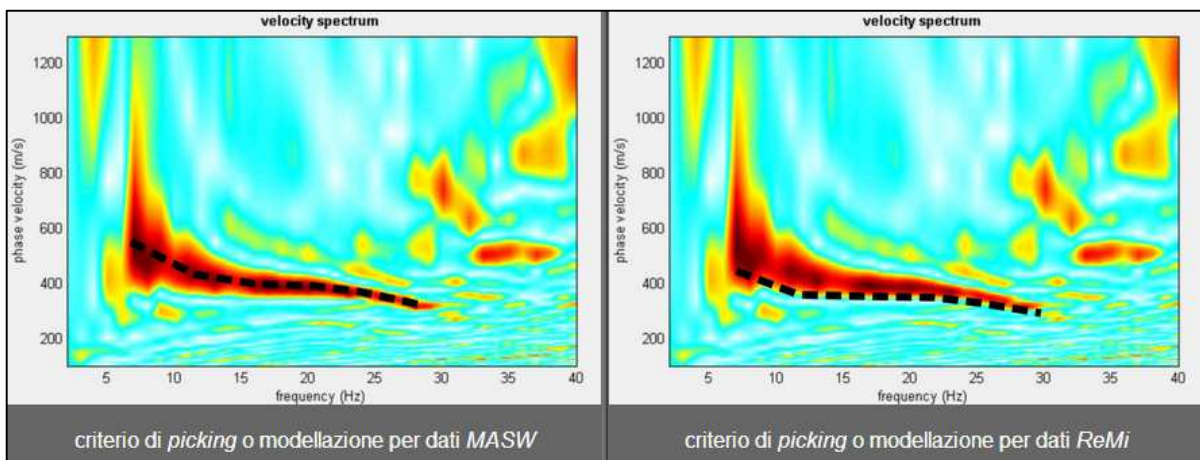 velocity spectrum
1200
1000
800
600
400
200
phase velocity (m/s)
5 10 15 20 25 30 35 40
frequency (Hz)
criterio di picking o modellazione per dati MASW
velocity spectrum
1200
1000
800
600
400
200
phase velocity (m/s)
5 10 15 20 25 30 35 40
frequency (Hz)
criterio di picking o modellazione per dati ReMi